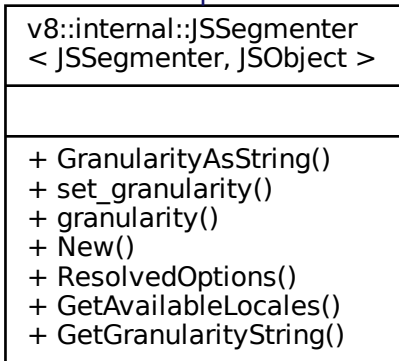 v8::internal::JSSegmenter
< JSSegmenter, JSObject >
+ GranularityAsString()
+ set_granularity()
+ granularity()
+ New()
+ ResolvedOptions()
+ GetAvailableLocales()
+ GetGranularityString()